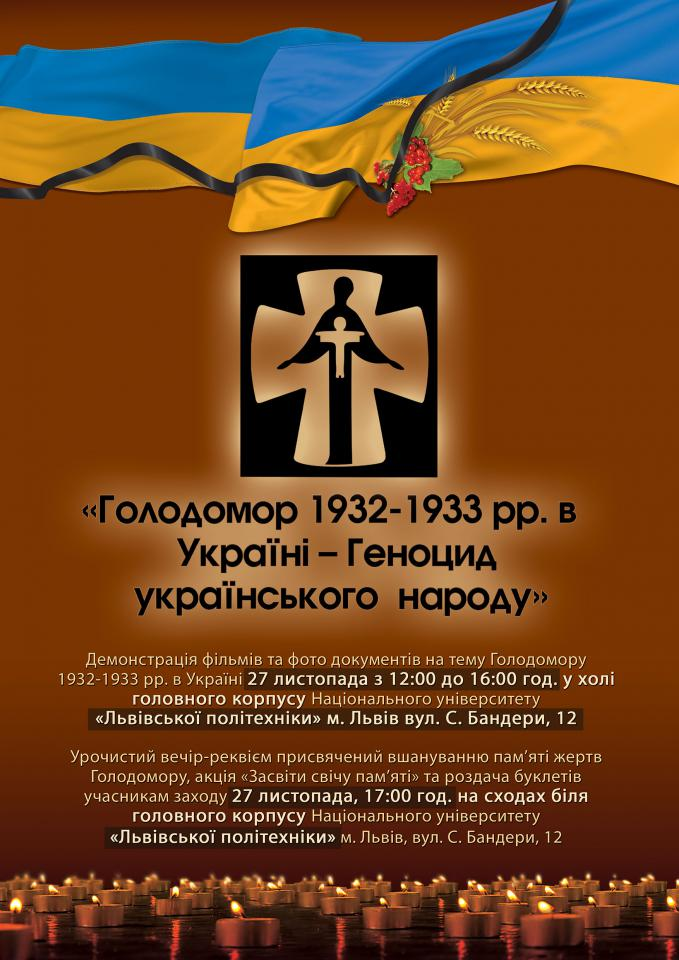 «Голодомор 1932-1933 рр. в
Україні – Геноцид
українського народу»
Демонстрація фільмів та фото документів на тему Голодомору
1932-1933 рр. в Україні 27 листопада з 12:00 до 16:00 год. у холі
головного корпусу Національного університету
«Львівської політехніки» м. Львів вул. С. Бандери, 12
Урочистий вечір-реквієм присвячений вшануванню пам’яті жертв
Голодомору, акція «Засвіти свічу пам’яті» та роздача буклетів
учасникам заходу 27 листопада, 17:00 год. на сходах біля
головного корпусу Національного університету
«Львівської політехніки» м. Львів, вул. С. Бандери, 12